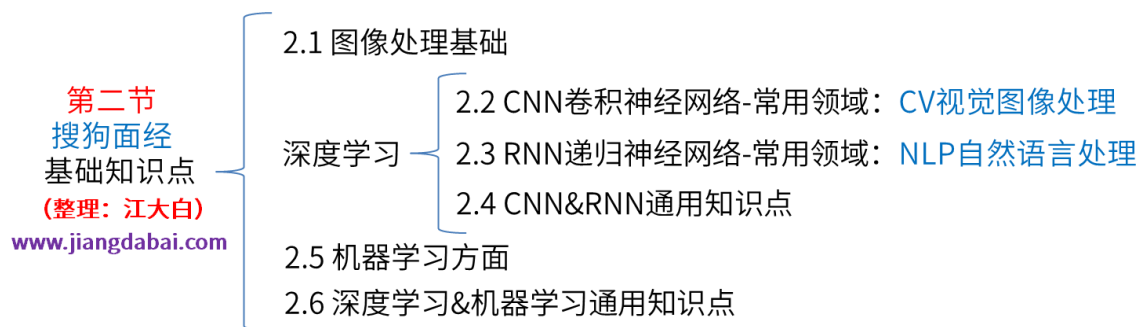 第二节
搜狗面经
基础知识点
（整理：江大白）
www.jiangdabai.com
2.1 图像处理基础
深度学习
2.2 CNN卷积神经网络-常用领域：CV视觉图像处理
2.3 RNN递归神经网络-常用领域：NLP自然语言处理
2.4 CNN&RNN通用知识点
2.5 机器学习方面
2.6 深度学习&机器学习通用知识点